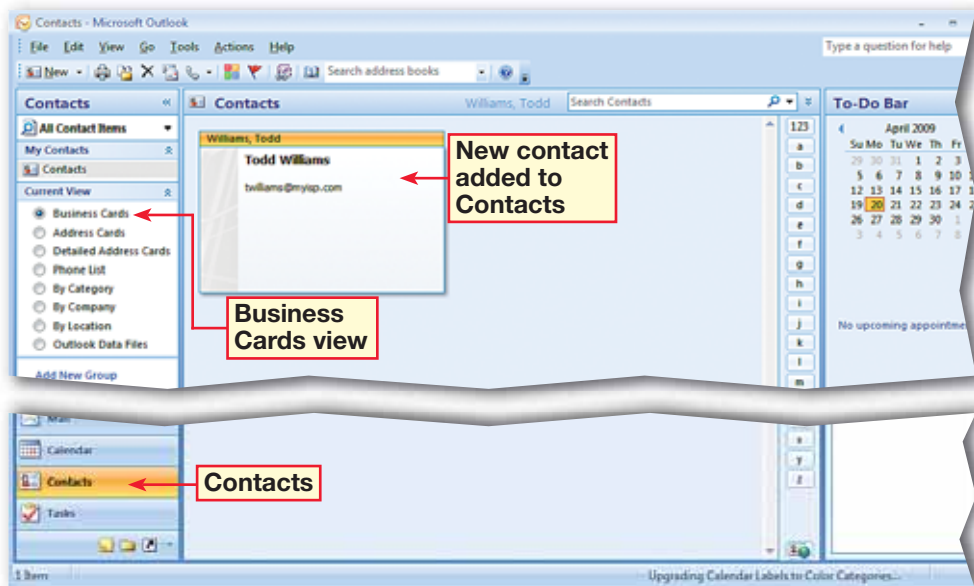 Contacts - Microsoft Outlook
File Edit View Go Tools Actions Help
Type a question for help
New
Search address books
Contacts
Contacts
Williams, Todd
Search Contacts
To-Do Bar
All Contact Items
My Contacts
Contacts
Current View
Business Cards
Address Cards
Detailed Address Cards
Phone List
By Category
By Company
By Location
Outlook Data Files
Add New Group
Williams, Todd
Todd Williams
twilliams@myisp.com
New contact
added to
Contacts
Business
Cards view
123
a
b
c
d
e
f
g
h
i
j
k
l
m
April 2009
Su Mo Tu We Th Fr
29 30 31 1 2 3
5 6 7 8 9 10
12 13 14 15 16 17
19 20 21 22 23 24
26 27 28 29 30 1
3 4 5 6 7 8
No upcoming
Mail
Calendar
Contacts
Tasks
Contacts
x
y
z
1 Item
Upgrading Calendar Labels to Color Categories...